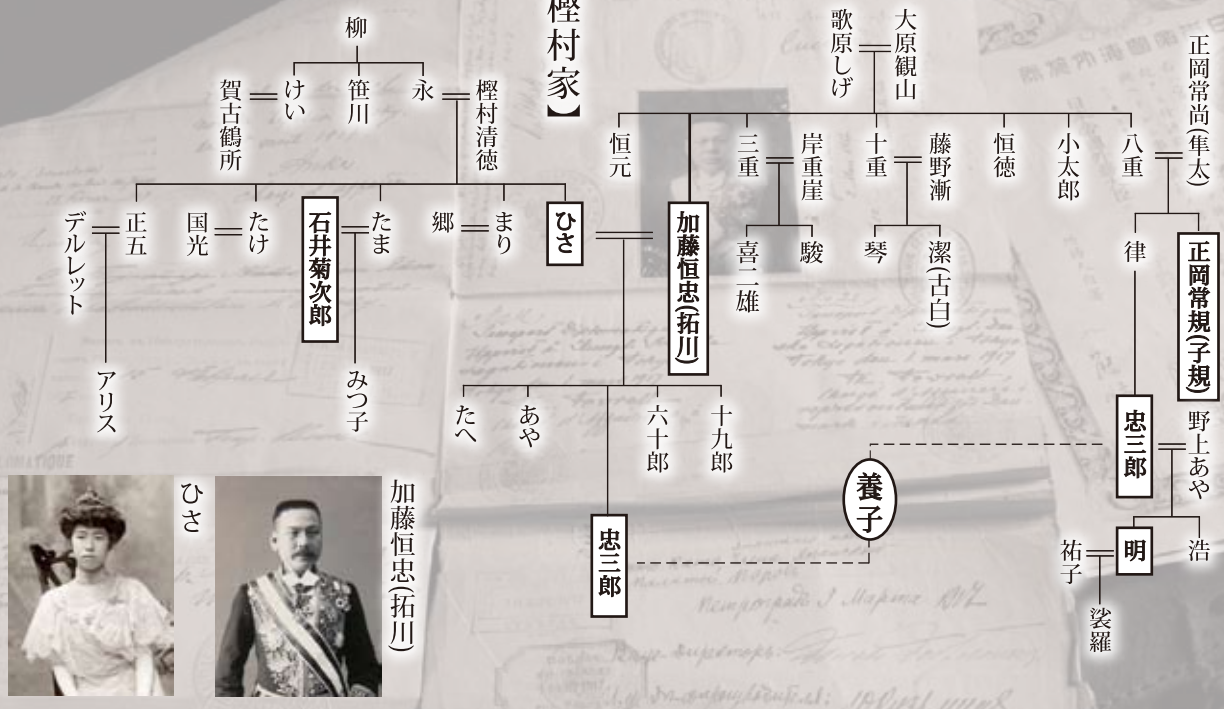 正岡常尚(隼太)
八重
小太郎
恒徳
藤野漸
十重
岸重崖
三重
恒元
大原観山
歌原しげ
正岡常規(子規)
律
潔(古白)
琴
駿
喜二雄
加藤恒忠(拓川)
野上あや
忠三郎
浩
明
祐子
裟羅
養子
樫村家】
柳
永
笹川
けい
樫村清徳
賀古鶴所
ひさ
まり
郷
たま
石井菊次郎
たけ
国光
正五
デルレット
みつ子
アリス
十九郎
六十郎
忠三郎
あや
たへ
加藤恒忠(拓川)
ひさ